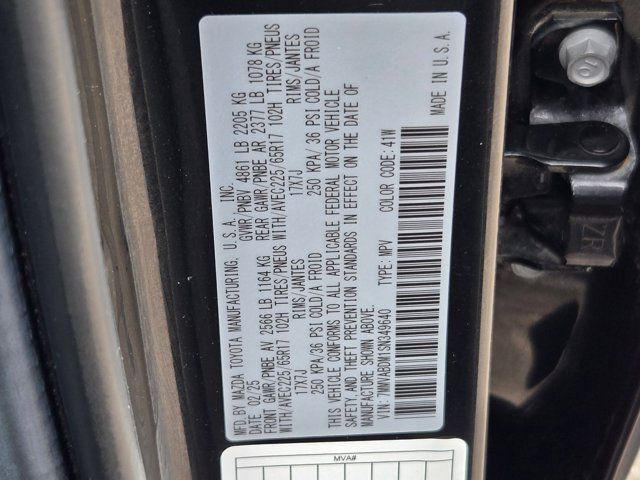 MFD. BY MAZDA TOYOTA MANUFACTURING, U.S.A., INC.
DATE: 02/25 GVWR/PNBV 4861 LB 2205 KG
FRONT GAWR/PNBE AV 2566 LB 1164 KG REAR GAWR/PNBE AR 2377 LB 1078 KG
WITH/AVEC225/65R17 102H TIRES/PNEUS WITH/AVEC225/65R17 102H TIRES/PNEUS
17X7J RIMS/JANTES 17X7J RIMS/JANTES
250 KPA/36 PSI COLD/A FROID 250 KPA/ 36 PSI COLD/A FROID
THIS VEHICLE CONFORMS TO ALL APPLICABLE FEDERAL MOTOR VEHICLE
SAFETY, AND THEFT PREVENTION STANDARDS IN EFFECT ON THE DATE OF
MANUFACTURE SHOWN ABOVE.
VIN: 7MMVABDM13N349640 TYPE: MPV COLOR CODE: 41W
MADE IN U.S.A.
MVA#
10